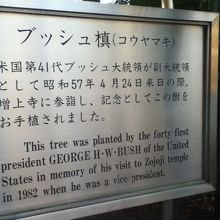 ブッシュ槙(コウヤマキ)
米国第41代ブッシュ大統領が副大統領
として昭和57年4月24日来日の際、
増上寺に参詣し、記念としてこの樹を
お手植されました。
This tree was planted by the forty first
president GEORGE・H・W・BUSH of the United
States in memory of his visit to Zojoji temple
in 1982 when he was a vice president.